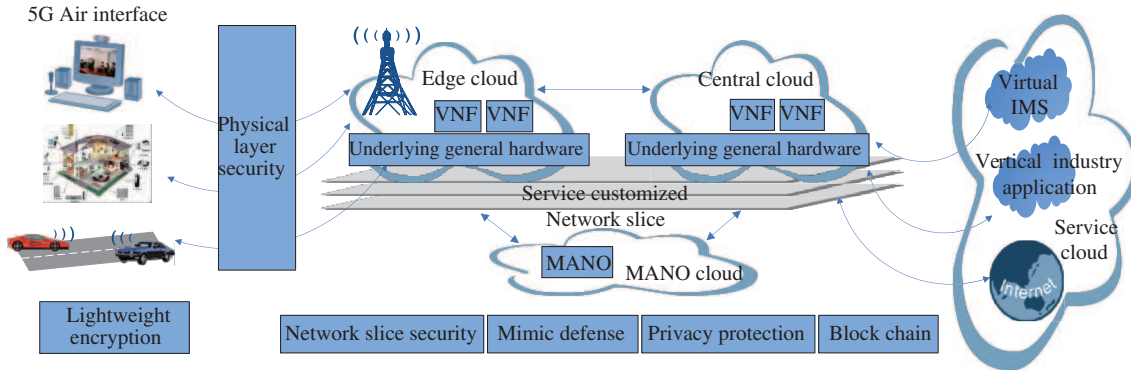 5G Air interface
Physical
layer
security
Edge cloud
VNF VNF
Underlying general hardware
Central cloud
VNF VNF
Underlying general hardware
Service customized
Network slice
MANO
MANO cloud
Virtual
IMS
Vertical industry
application
Service
cloud
Internet
Lightweight
encryption
Network slice security
Mimic defense
Privacy protection
Block chain